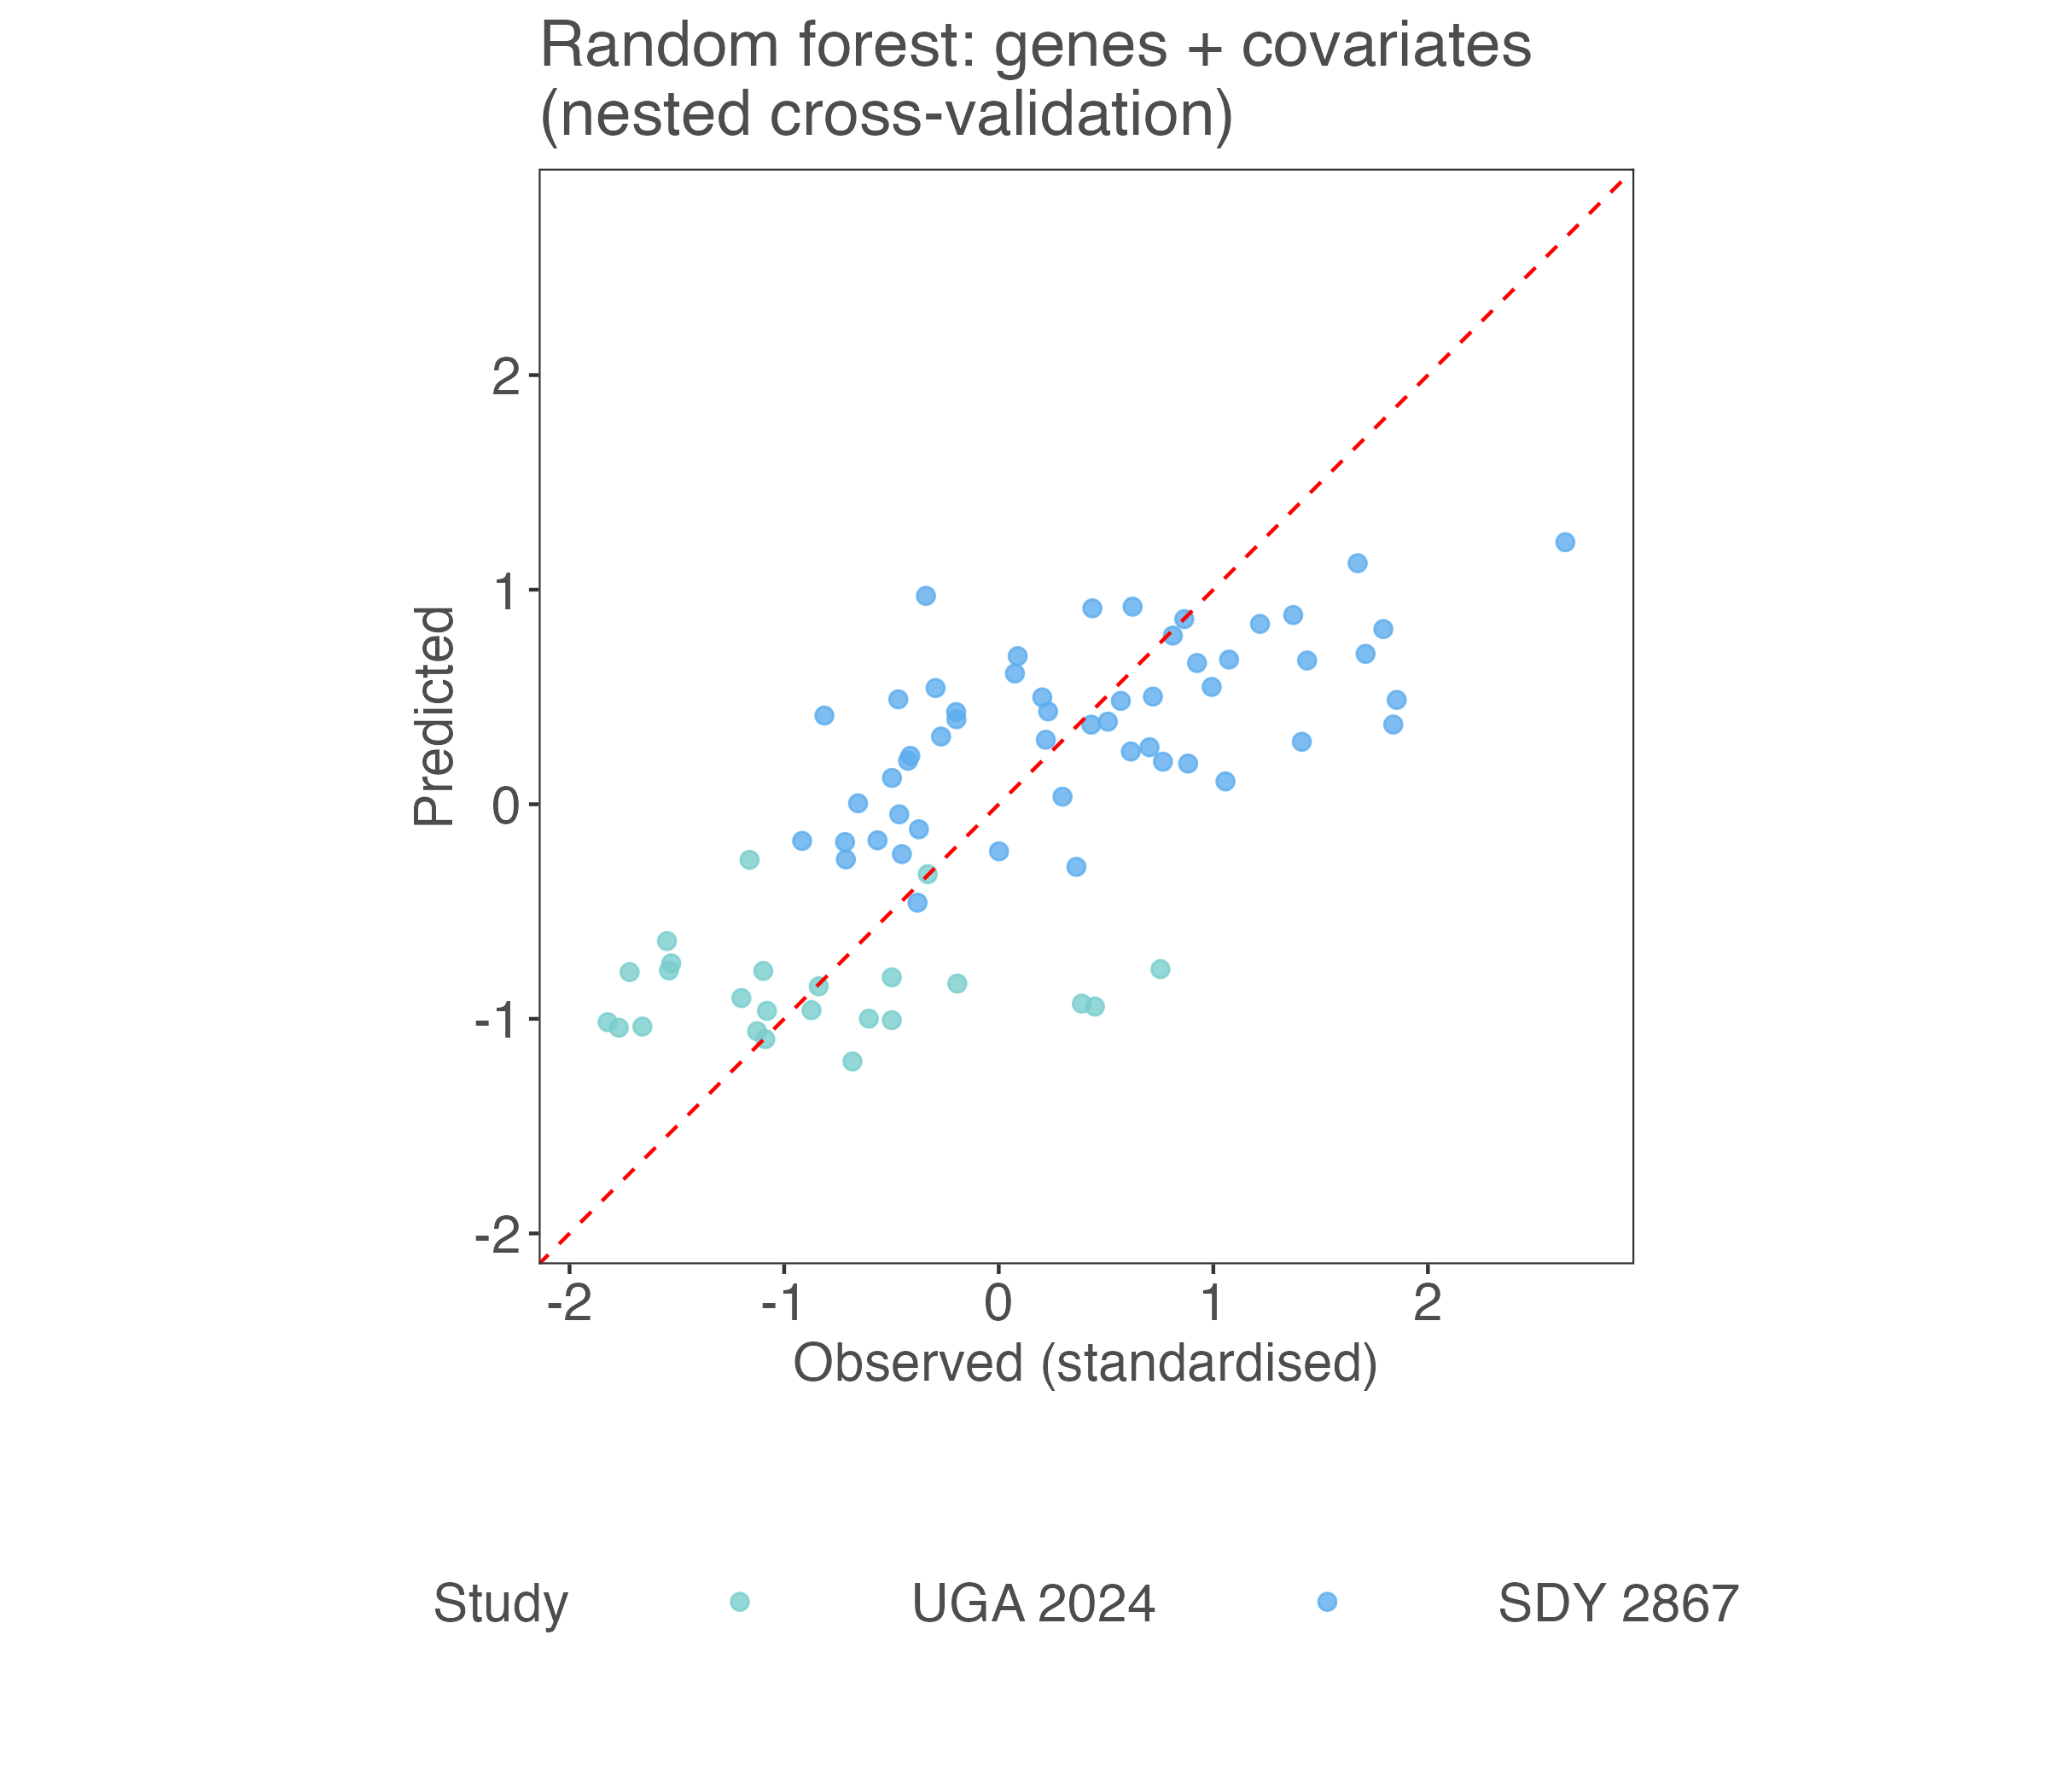 Random forest: genes + covariates
(nested cross-validation)
Predicted
2
1
0
-1
-2
-2 -1 0 1 2
Observed (standardised)
Study UGA 2024 SDY 2867